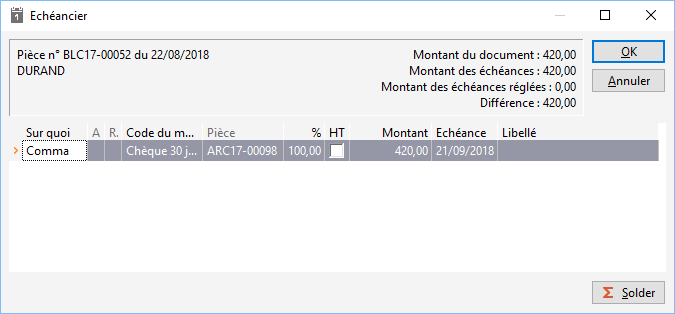 Echéancier
Pièce n° BLC17-00052 du 22/08/2018
DURAND
Montant du document : 420,00
Montant des échéances : 420,00
Montant des échéances réglées : 0,00
Différence : 420,00
OK
Annuler
Sur quoi A R. Code du m... Pièce % HT Montant Echéance Libellé
Comma Chèque 30 j... ARC17-00098 100,00 420,00 21/09/2018
Σ Solder